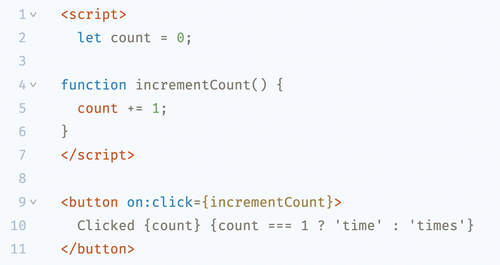 1 <script>
2   let count = 0;
3
4 function incrementCount() {
5   count += 1;
6 }
7 </script>
8
9 <button on:click={incrementCount}>
10   Clicked {count} {count === 1 ? 'time' : 'times'}
11 </button>